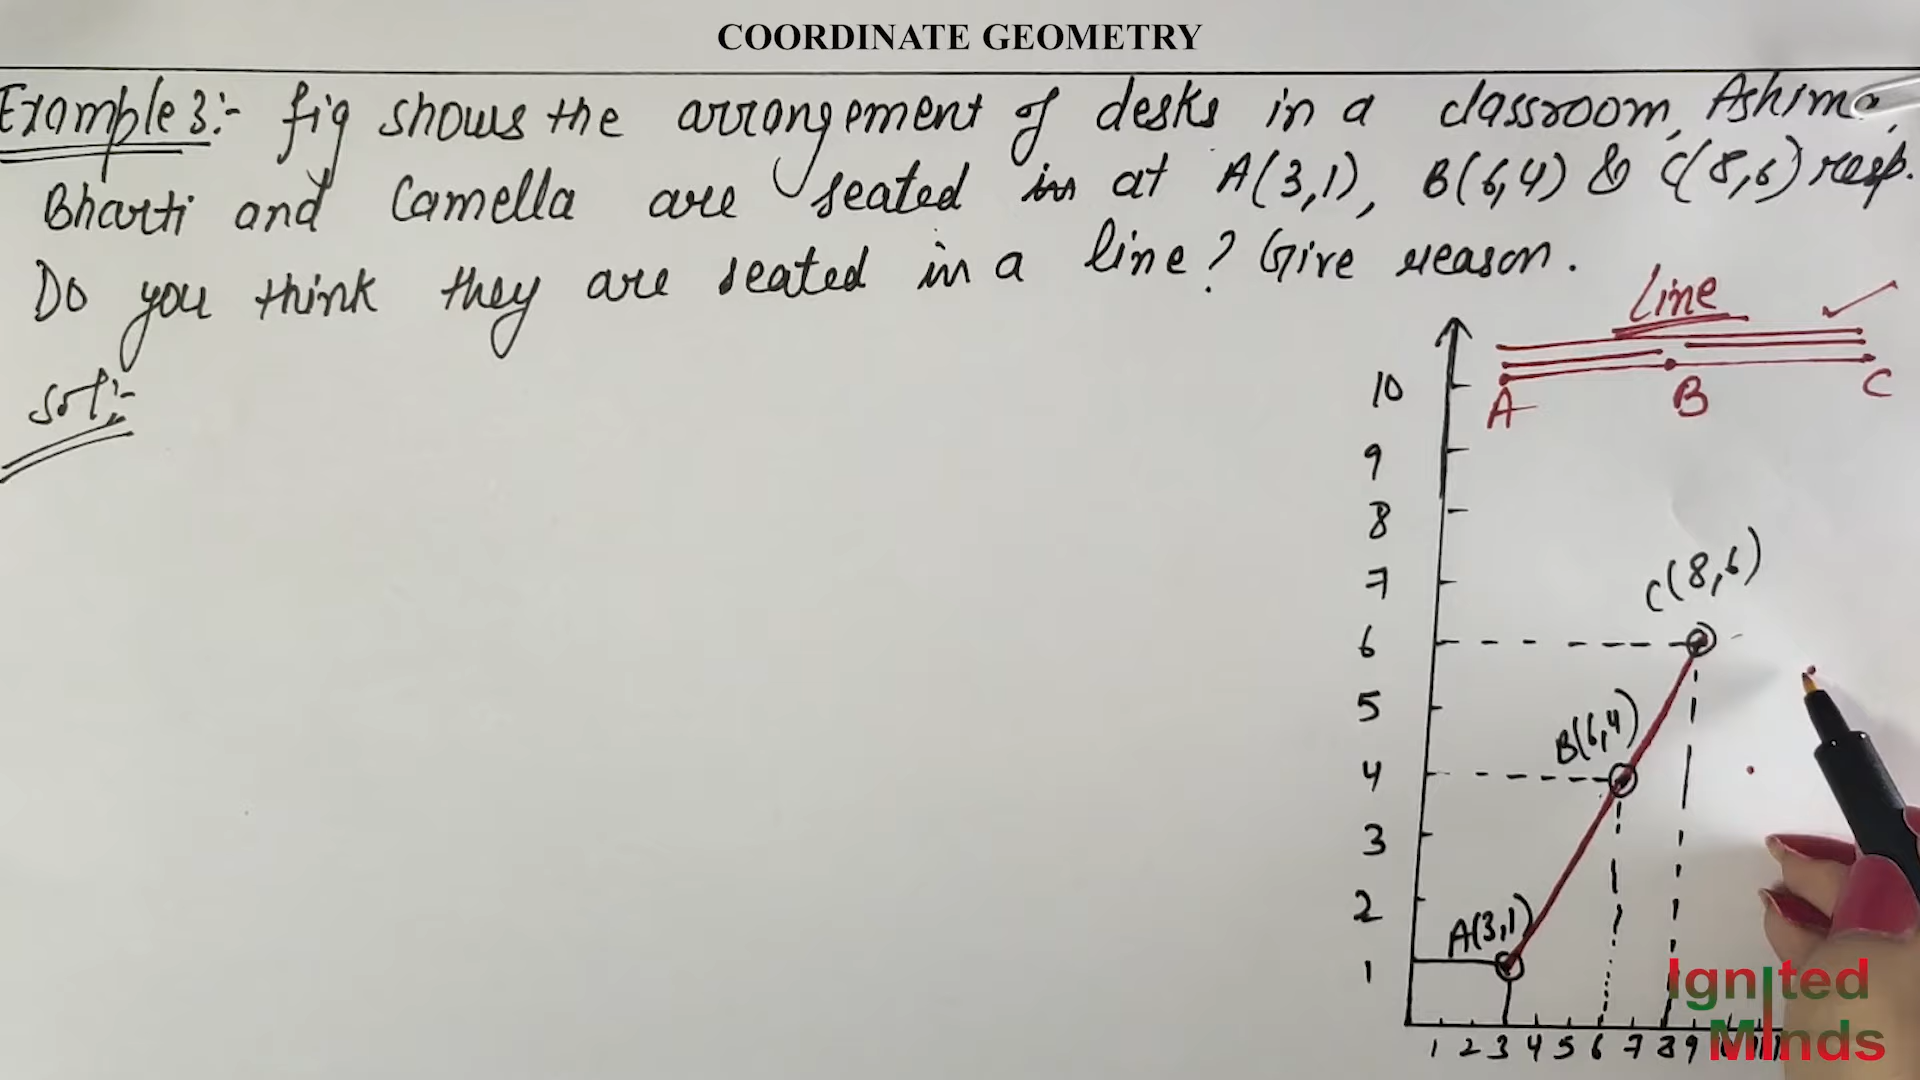 COORDINATE GEOMETRY
Example 3:- fig shows the arrangement of desks in a classroom, Ashima,
Bharti and Camella are seated in at A(3,1), B(6,4) & C(8,6) resp.
Do you think they are seated in a line? Give reason.
Sol:-
Line
A B C
10
9
8
7
6
5
4
3
2
1
C(8,6)
B(6,4)
A(3,1)
1 2 3 4 5 6 7 8 9
Ignited
Minds